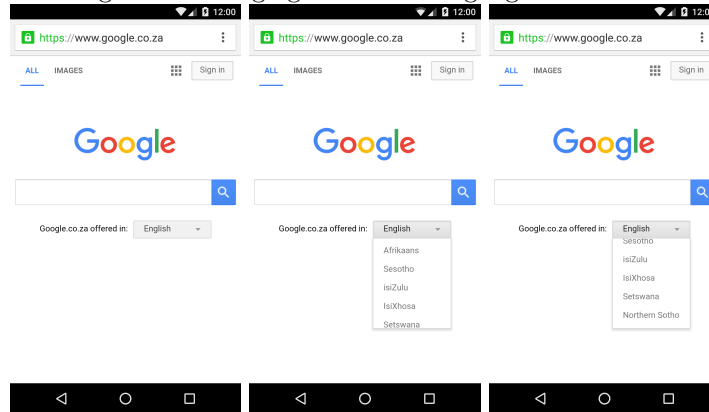 12:00
https://www.google.co.za
ALL IMAGES Sign in
Google
Google.co.za offered in: English
12:00
https://www.google.co.za
ALL IMAGES Sign in
Google
Google.co.za offered in: English
Afrikaans
Sesotho
isiZulu
IsiXhosa
Setswana
https://www.google.co.za
ALL IMAGES Sign in
Google
Google.co.za offered in: English
Sesotho
isiZulu
IsiXhosa
Setswana
Northern Sotho